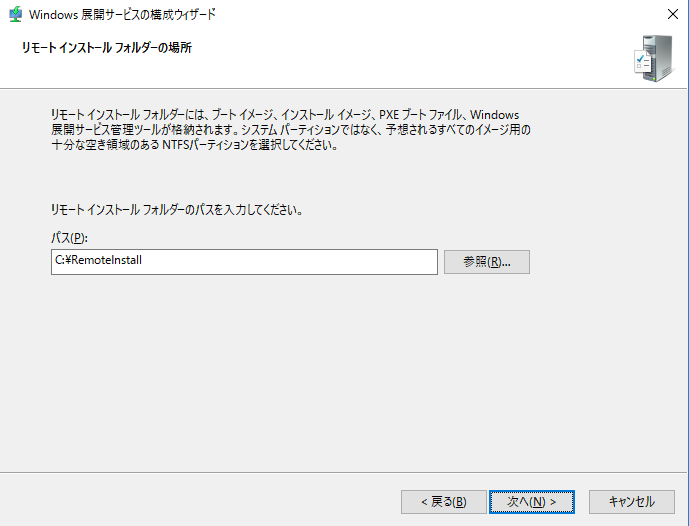 Windows 展開サービスの構成ウィザード
リモート インストール フォルダーの場所
リモート インストール フォルダーには、ブート イメージ、インストール イメージ、PXE ブート ファイル、Windows
展開サービス管理ツールが格納されます。システム パーティションではなく、予想されるすべてのイメージ用の
十分な空き領域のある NTFSパーティションを選択してください。
リモート インストール フォルダーのパスを入力してください。
パス(P):
C:¥RemoteInstall
参照(R)...
< 戻る(B)
次へ(N) >
キャンセル